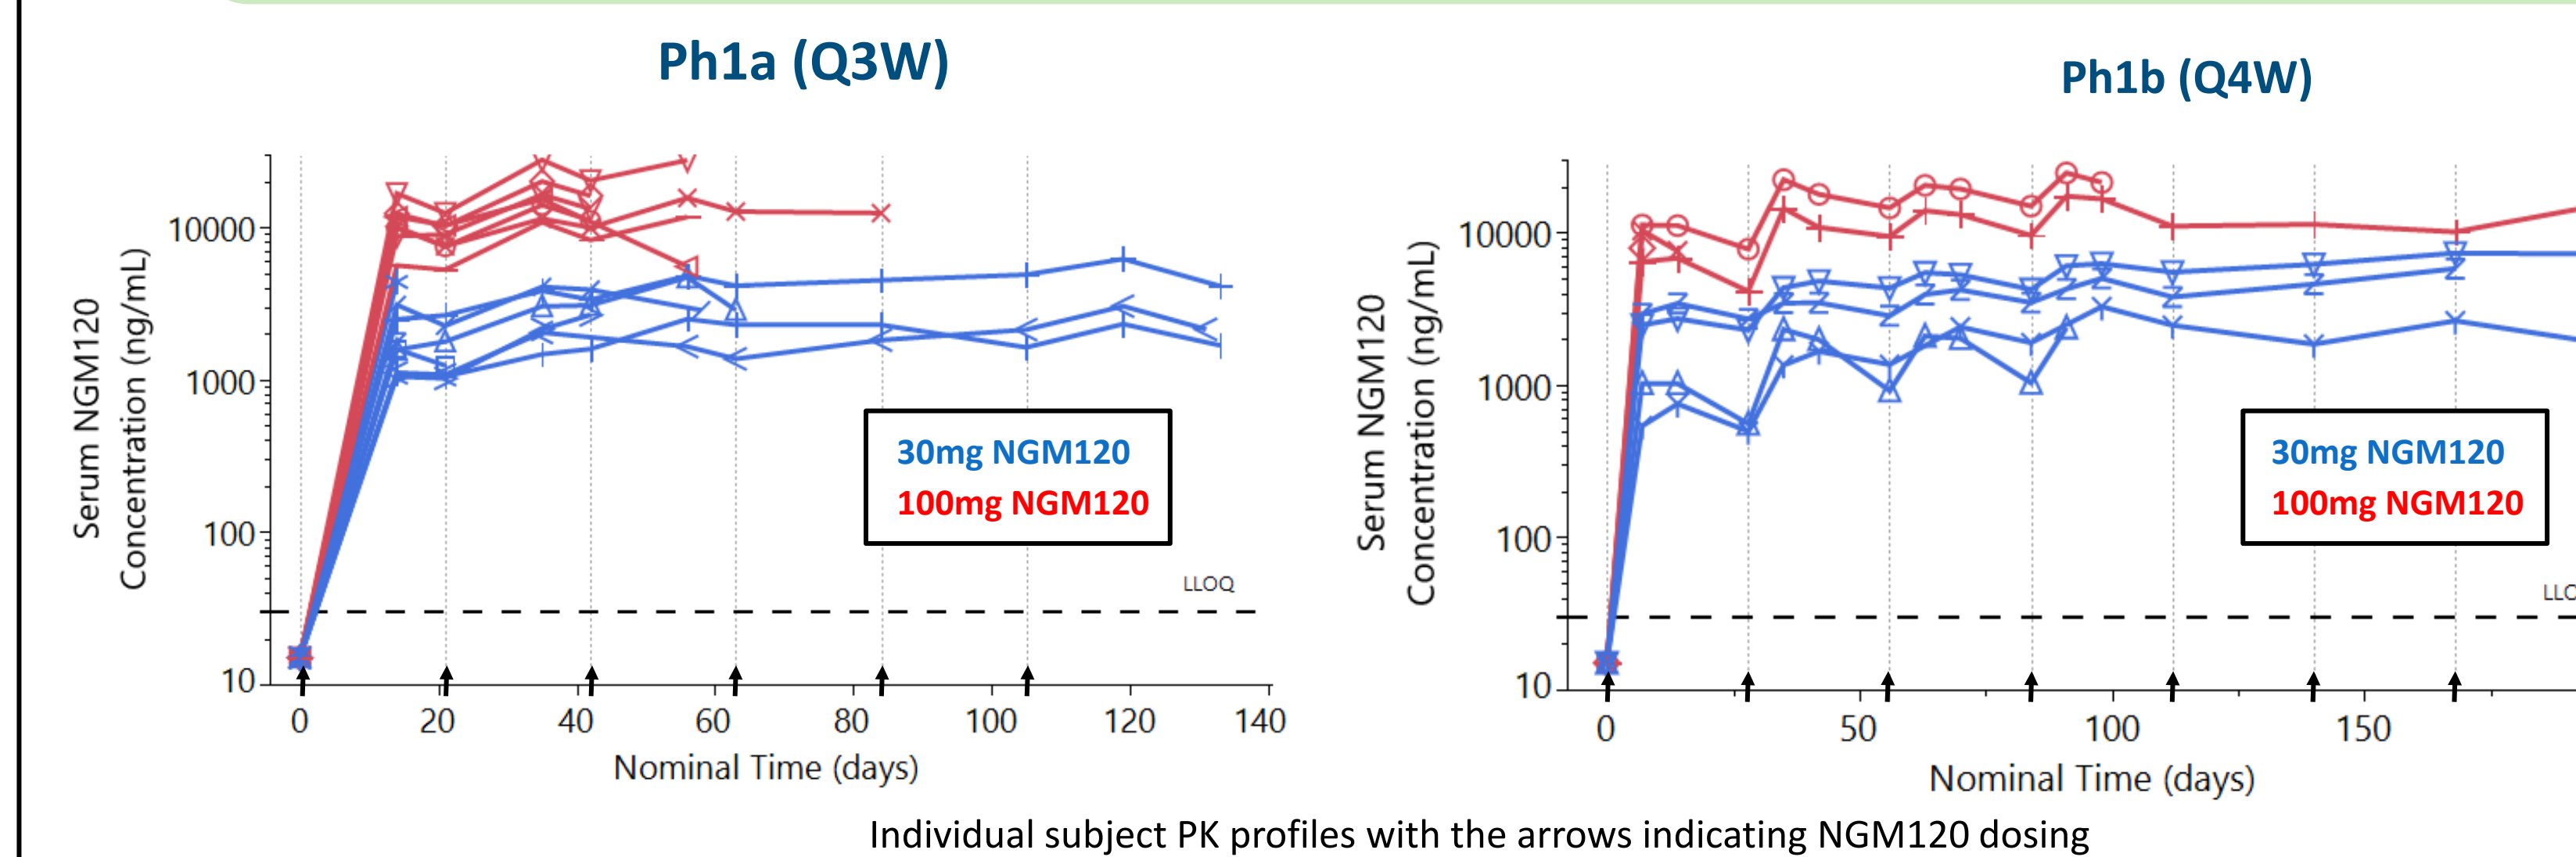 Ph1a (Q3W)
Serum NGM120
Concentration (ng/mL)
10000
1000
100
10
30mg NGM120
100mg NGM120
LLOQ
0 20 40 60 80 100 120 140
Nominal Time (days)
Ph1b (Q4W)
Serum NGM120
Concentration (ng/mL)
10000
1000
100
10
30mg NGM120
100mg NGM120
LLO
0 50 100 150
Nominal Time (days)
Individual subject PK profiles with the arrows indicating NGM120 dosing